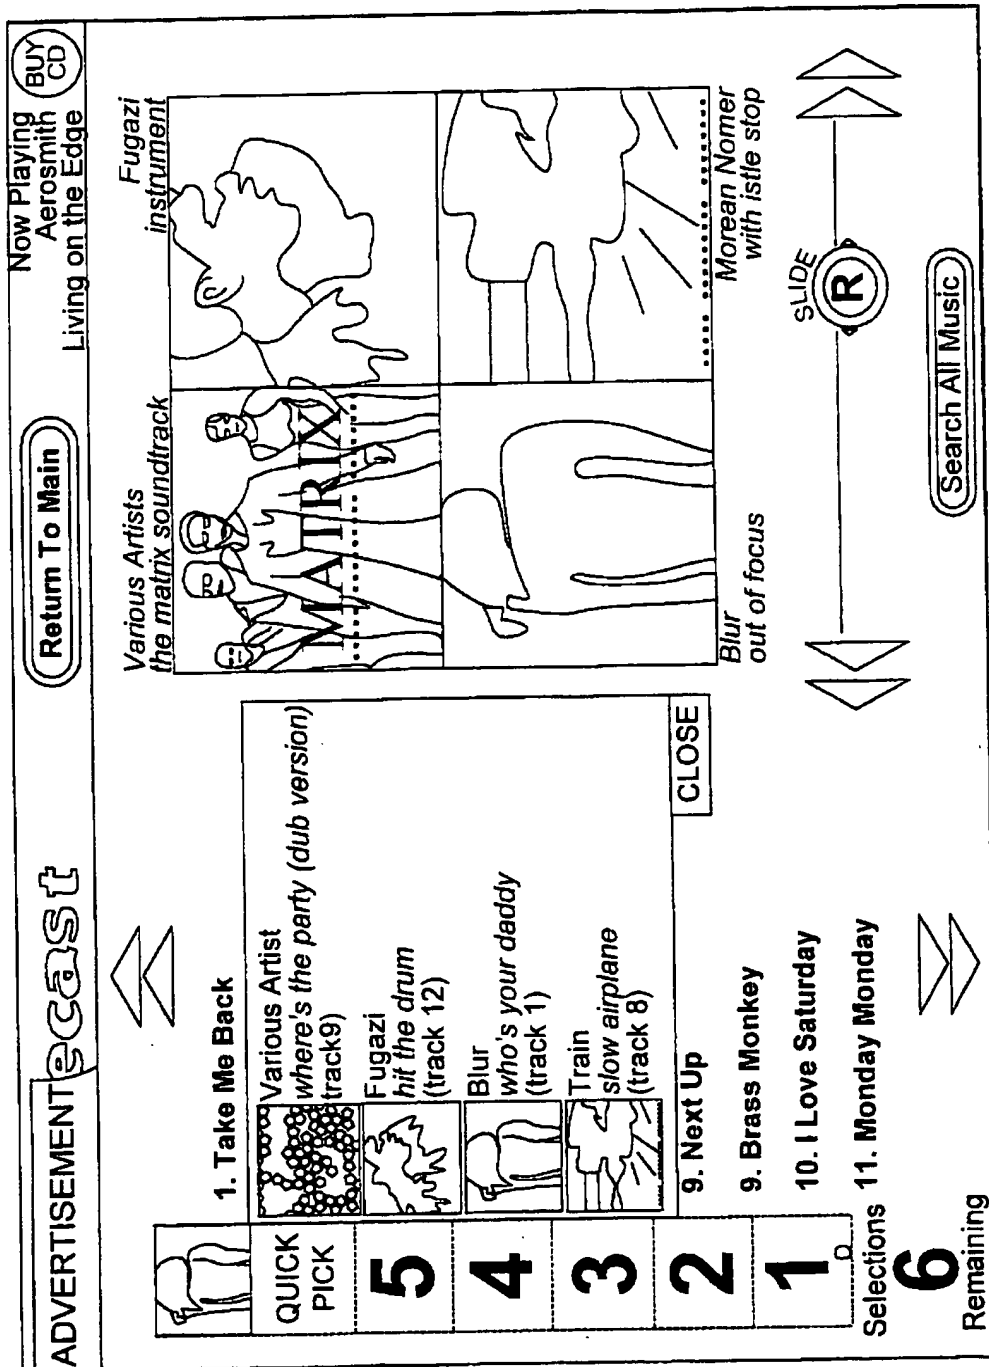 ADVERTISEMENT
ecast
Return To Main
Now Playing
Aerosmith
Living on the Edge
BUY
CD
1. Take Me Back
QUICK
PICK
5
4
3
2
1
Various Artist
where's the party (dub version)
(track9)
Fugazi
hit the drum
(track 12)
Blur
who's your daddy
(track 1)
Train
slow airplane
(track 8)
CLOSE
9. Next Up
9. Brass Monkey
10. I Love Saturday
11. Monday Monday
Selections
6
Remaining
Various Artists
the matrix soundtrack
MATRIX
Fugazi
instrument
Blur
out of focus
Morean Nomer
with istle stop
SLIDE
R
Search All Music